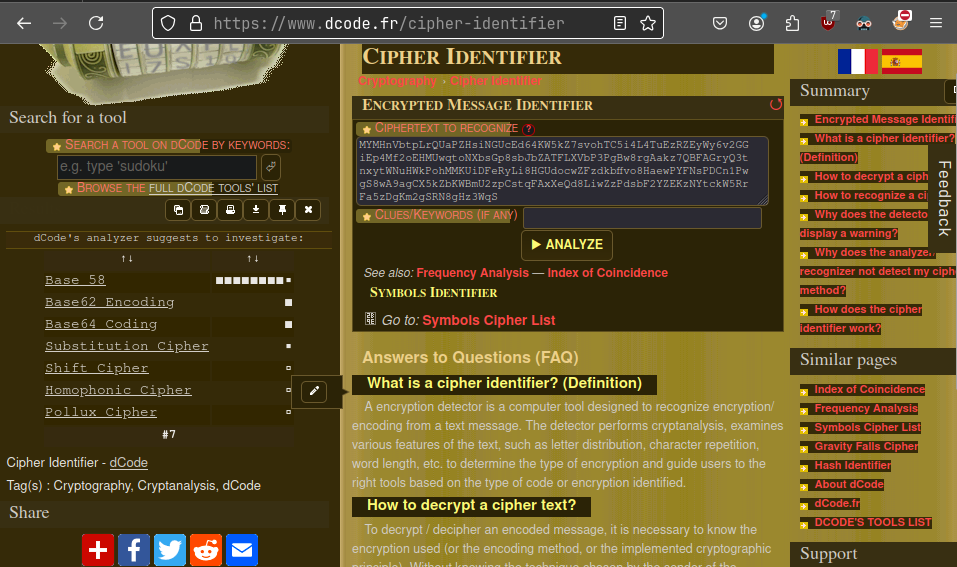 https://www.dcode.fr/cipher-identifier
7
Search for a tool
SEARCH A TOOL ON DCODE BY KEYWORDS:
e.g. type 'sudoku'
BROWSE THE FULL DCODE TOOLS' LIST
dCode's analyzer suggests to investigate:
↑↓ ↑↓
Base 58
Base62 Encoding
Base64 Coding
Substitution Cipher
Shift Cipher
Homophonic Cipher
Pollux Cipher
#7
Cipher Identifier - dCode
Tag(s) : Cryptography, Cryptanalysis, dCode
Share
CIPHER IDENTIFIER
Cryptography › Cipher Identifier
ENCRYPTED MESSAGE IDENTIFIER
CIPHERTEXT TO RECOGNIZE ?
MYMHnVbtpLrQUaPZHsiNGUcEd64KW5kZ7svohTC5i4L4TuEzRZEyWy6v2GG
iEp4Mf2oEHMUwqtoNXbsGp8sbJbZATFLXVbP3PgBw8rgAakz7QBFAGryQ3t
nxytWNuHWkPohMMKUiDFeRyLi8HGUdocwZFzdkbffvo8HaewPYFNsPDCn1Pw
gS8wA9agCX5kZbKWBmU2zpCstqFAxXeQd8LiwZzPdsbF2YZEKzNYtckW5Rr
Fa5zDgKm2gSRN8gHz3WqS
CLUES/KEYWORDS (IF ANY)
► ANALYZE
See also: Frequency Analysis — Index of Coincidence
SYMBOLS IDENTIFIER
Go to: Symbols Cipher List
Answers to Questions (FAQ)
What is a cipher identifier? (Definition)
A encryption detector is a computer tool designed to recognize encryption/
encoding from a text message. The detector performs cryptanalysis, examines
various features of the text, such as letter distribution, character repetition,
word length, etc. to determine the type of encryption and guide users to the
right tools based on the type of code or encryption identified.
How to decrypt a cipher text?
To decrypt / decipher an encoded message, it is necessary to know the
encryption used (or the encoding method, or the implemented cryptographic
principle). Without knowing the technique chosen by the sender of the
Summary
Encrypted Message Identifi
What is a cipher identifier?
(Definition)
How to decrypt a ciph
How to recognize a ci
Why does the detecto
display a warning?
Why does the analyzer
recognizer not detect my ciph
method?
How does the cipher
identifier work?
Feedback
Similar pages
Index of Coincidence
Frequency Analysis
Symbols Cipher List
Gravity Falls Cipher
Hash Identifier
About dCode
dCode.fr
DCODE'S TOOLS LIST
Support